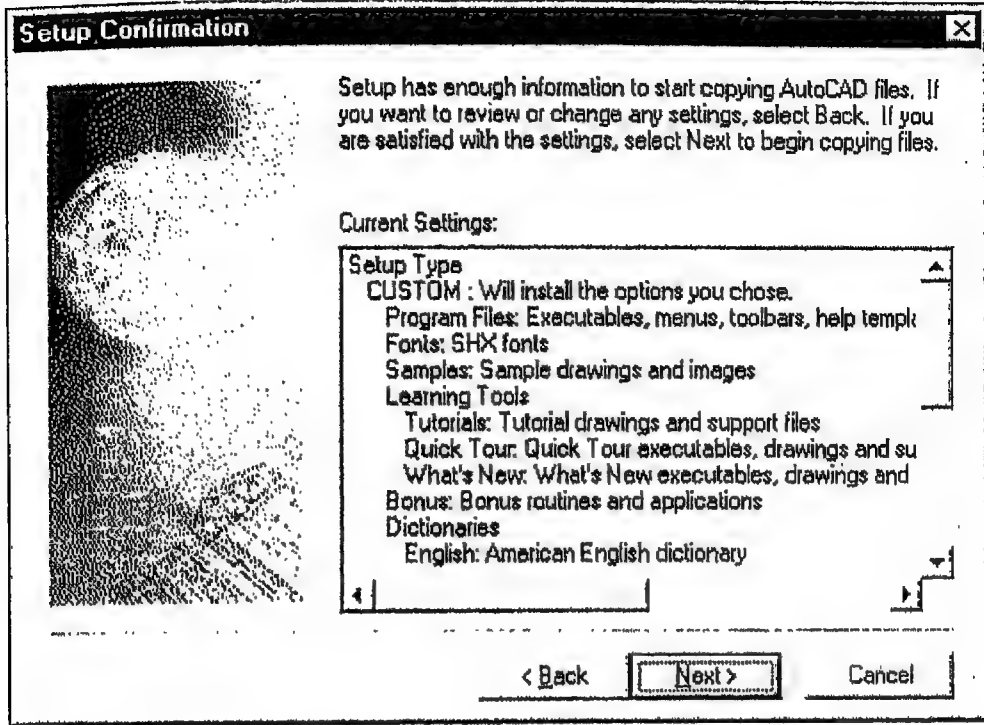 Setup Confirmation
Setup has enough information to start copying AutoCAD files. If
you want to review or change any settings, select Back. If you
are satisfied with the settings, select Next to begin copying files.
Current Settings:
Setup Type
CUSTOM : Will install the options you chose.
Program Files: Executables, menus, toolbars, help templa
Fonts: SHX fonts
Samples: Sample drawings and images
Learning Tools
Tutorials: Tutorial drawings and support files
Quick Tour: Quick Tour executables, drawings and su
What's New: What's New executables, drawings and
Bonus: Bonus routines and applications
Dictionaries
English: American English dictionary
< Back
Next >
Cancel